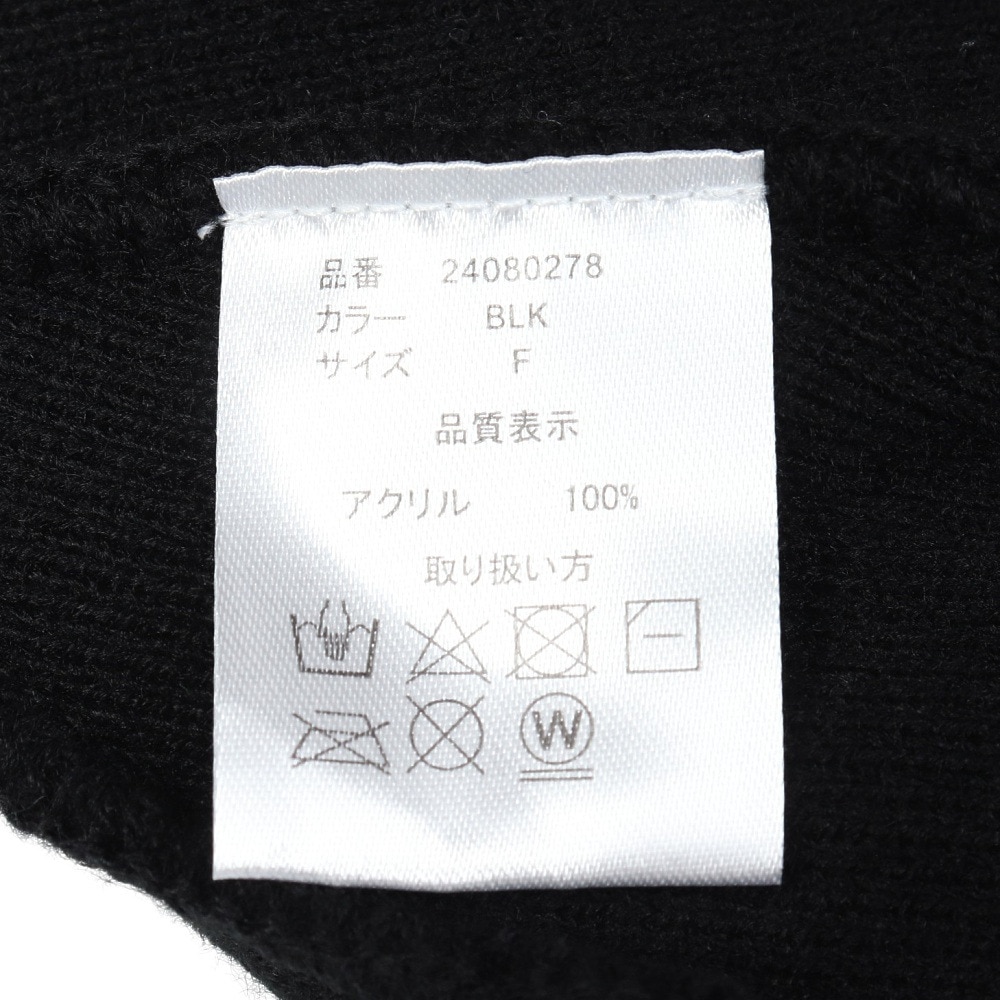 品番 24080278
カラー BLK
サイズ F
品質表示
アクリル 100%
取り扱い方
W